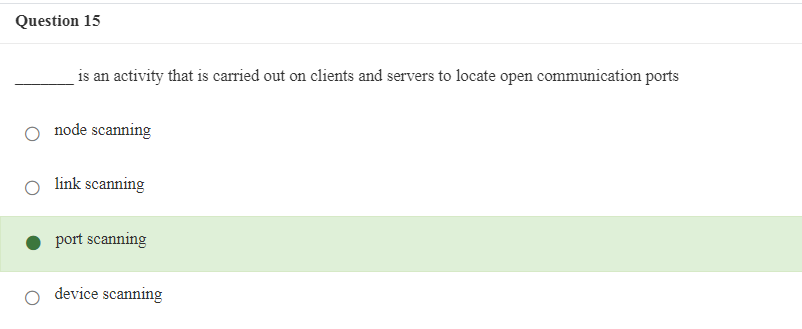 Question 15
_______ is an activity that is carried out on clients and servers to locate open communication ports
node scanning
link scanning
port scanning
device scanning